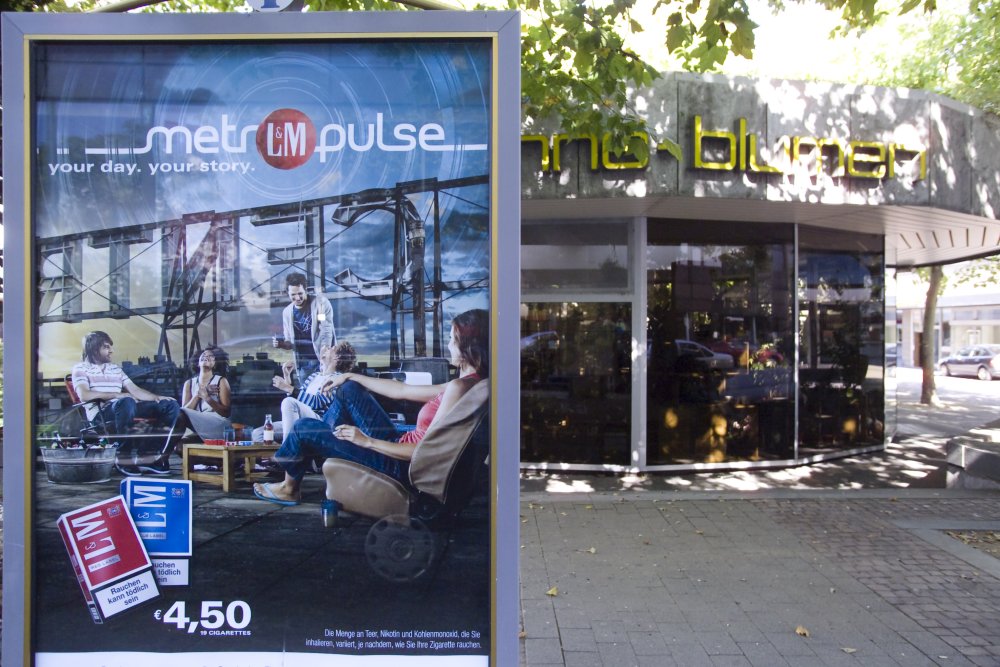 metr L&M pulse
your day. your story.
nno · blumen
L&M
L&M
Rauchen
kann tödlich
sein
€4,50
19 CIGARETTES
Die Menge an Teer, Nikotin und Kohlenmonoxid, die Sie
inhalieren, variiert, je nachdem, wie Sie Ihre Zigarette rauchen.